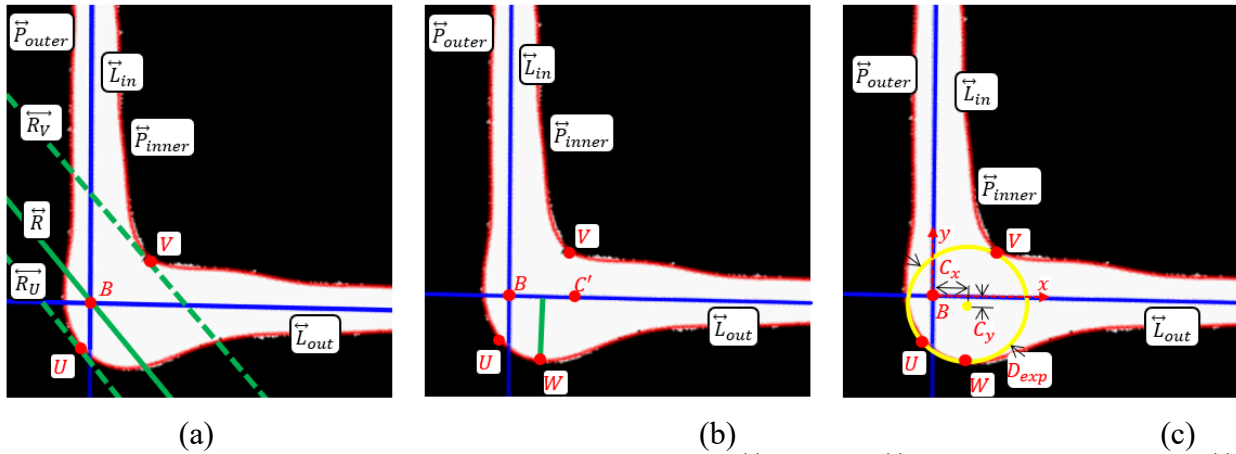 P_outer
L_in
R_V
P_inner
R
V
R_U
B
L_out
U
(a)
P_outer
L_in
P_inner
V
B
C'
L_out
U
W
(b)
P_outer
L_in
P_inner
y
V
C_x
x
B
C_y
L_out
U
W
D_exp
(c)